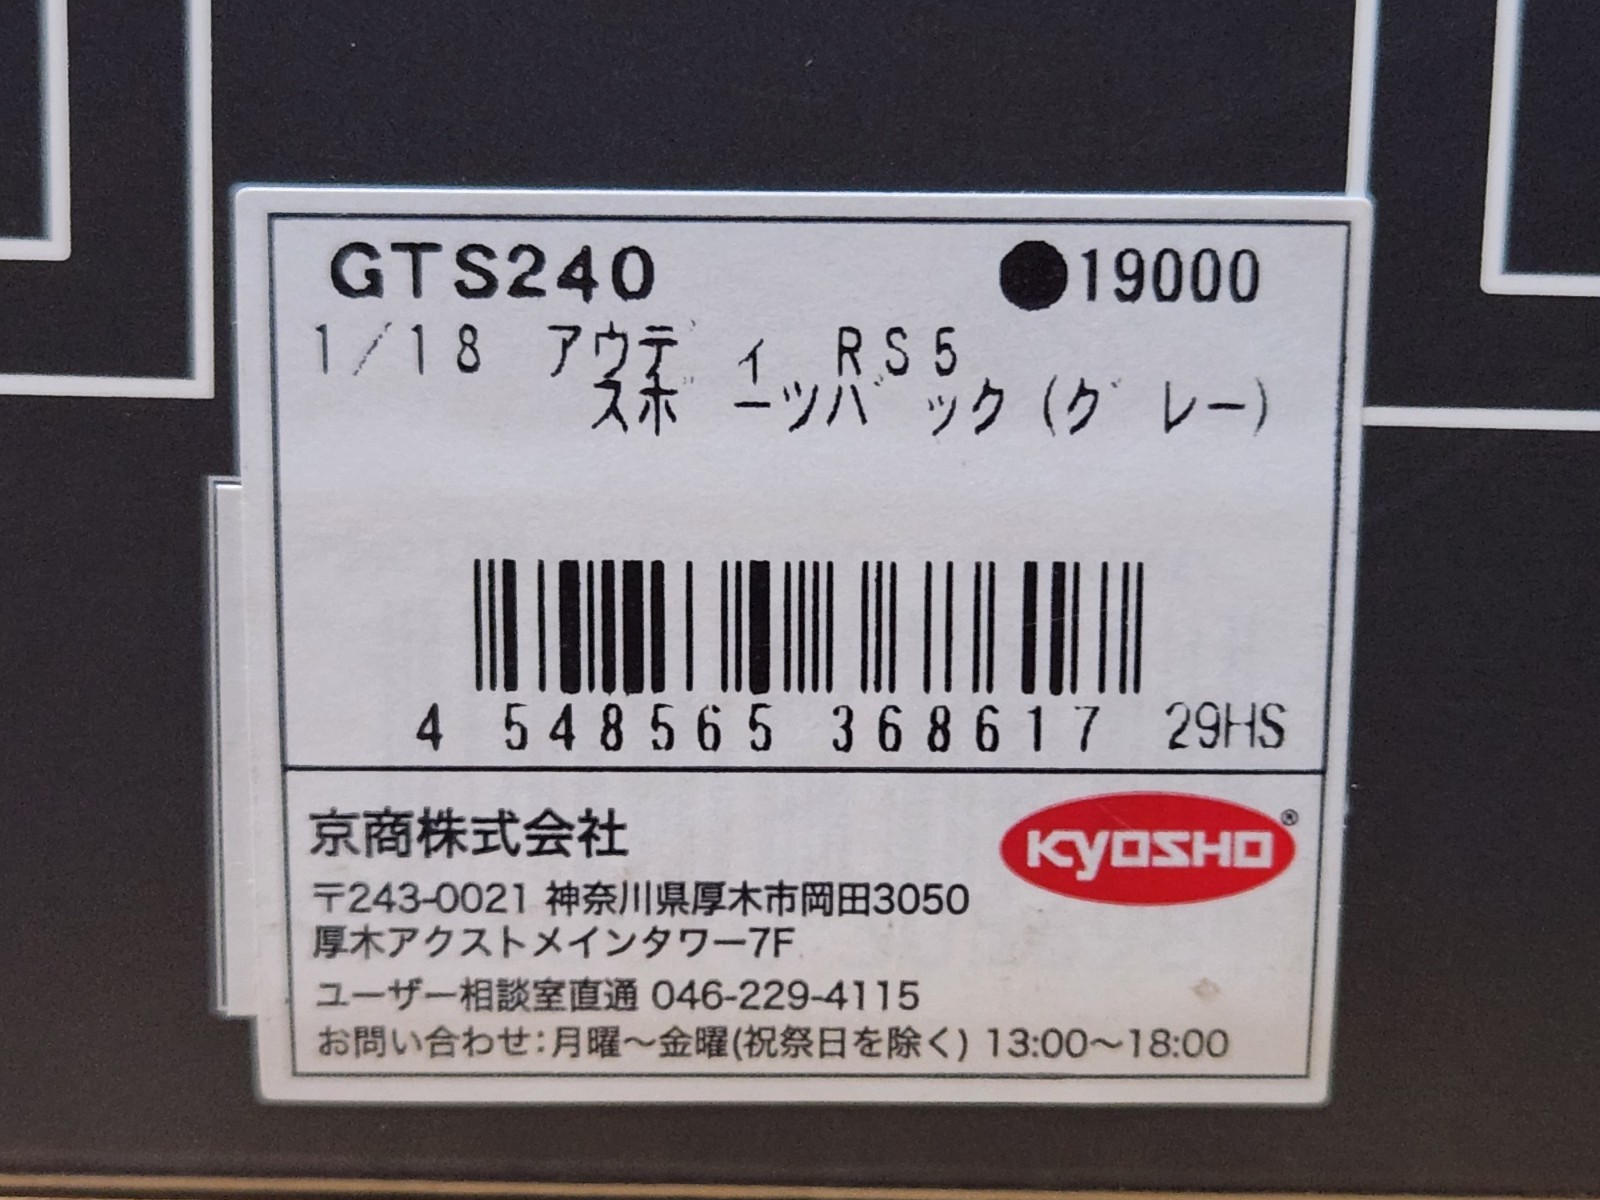 GTS240 ●19000
1/18 アウディ RS5
スポーツバック(グレー)
4 548565 368617 29HS
京商株式会社
KYOSHO®
〒243-0021 神奈川県厚木市岡田3050
厚木アクストメインタワー7F
ユーザー相談室直通 046-229-4115
お問い合わせ:月曜〜金曜(祝祭日を除く) 13:00〜18:00